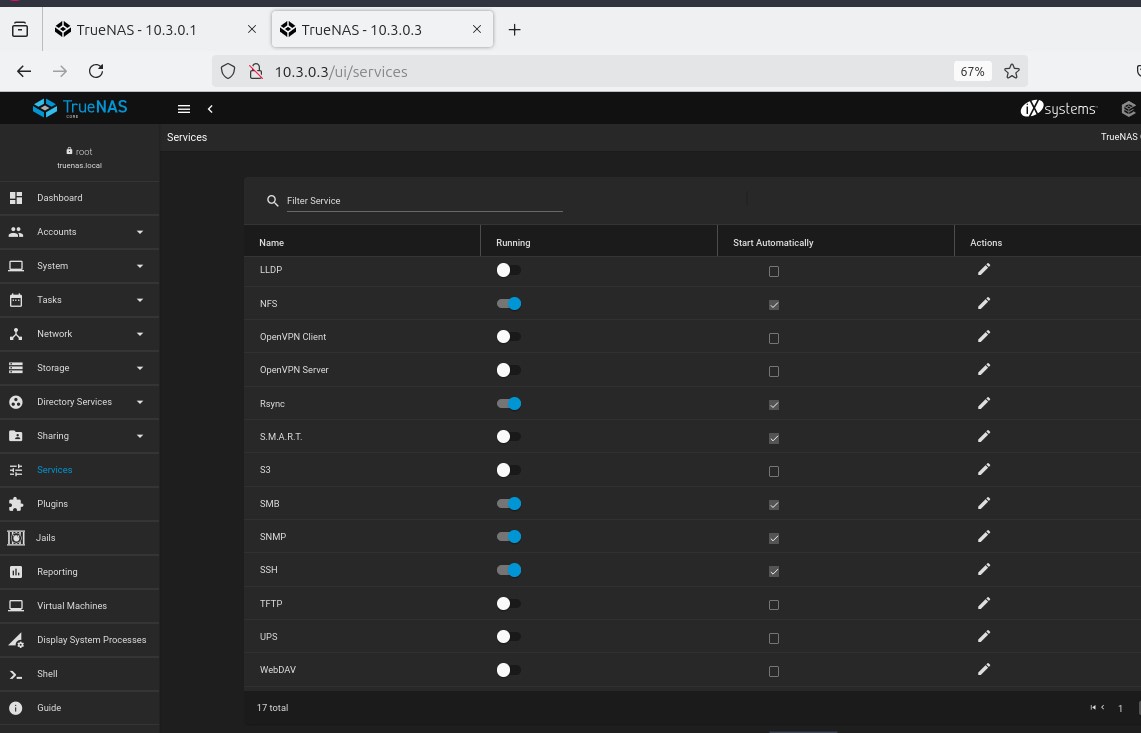 TrueNAS - 10.3.0.1
TrueNAS - 10.3.0.3
10.3.0.3/ui/services
67%
TrueNAS
CORE
iXsystems
root
truenas.local
Services
TrueNAS
Dashboard
Accounts
System
Tasks
Network
Storage
Directory Services
Sharing
Services
Plugins
Jails
Reporting
Virtual Machines
Display System Processes
Shell
Guide
Filter Service
Name Running Start Automatically Actions
LLDP
NFS
OpenVPN Client
OpenVPN Server
Rsync
S.M.A.R.T.
S3
SMB
SNMP
SSH
TFTP
UPS
WebDAV
17 total
1